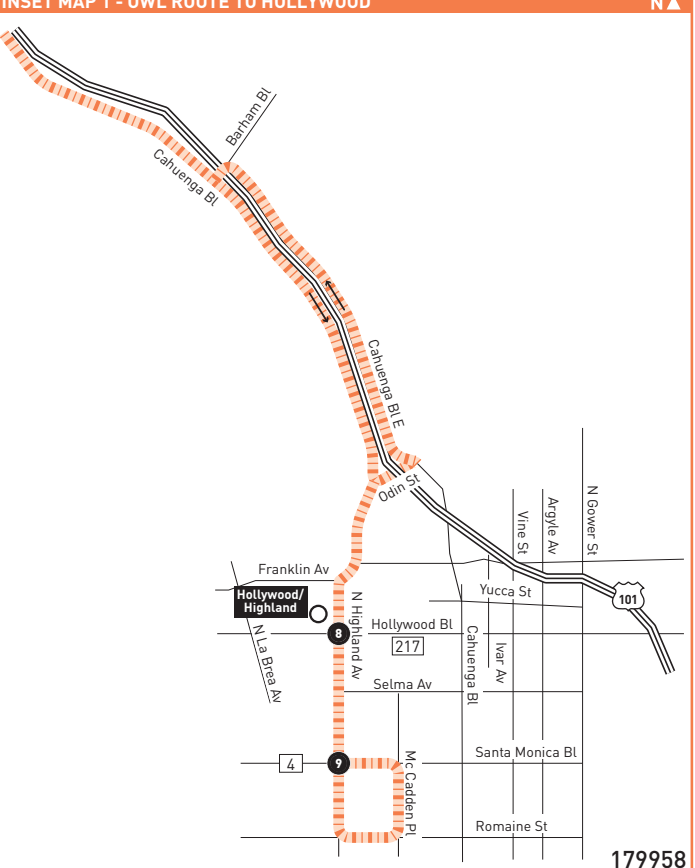 INSET MAP 1 - OWL ROUTE TO HOLLYWOOD
N
Barham Bl
Cahuenga Bl
Cahuenga Bl E
Odin St
N Gower St
Argyle Av
Vine St
Franklin Av
Yucca St
101
Hollywood/
Highland
N Highland Av
8
Hollywood Bl
217
N La Brea Av
Cahuenga Bl
Ivar Av
Selma Av
4
9
Santa Monica Bl
Mc Cadden Pl
Romaine St
179958